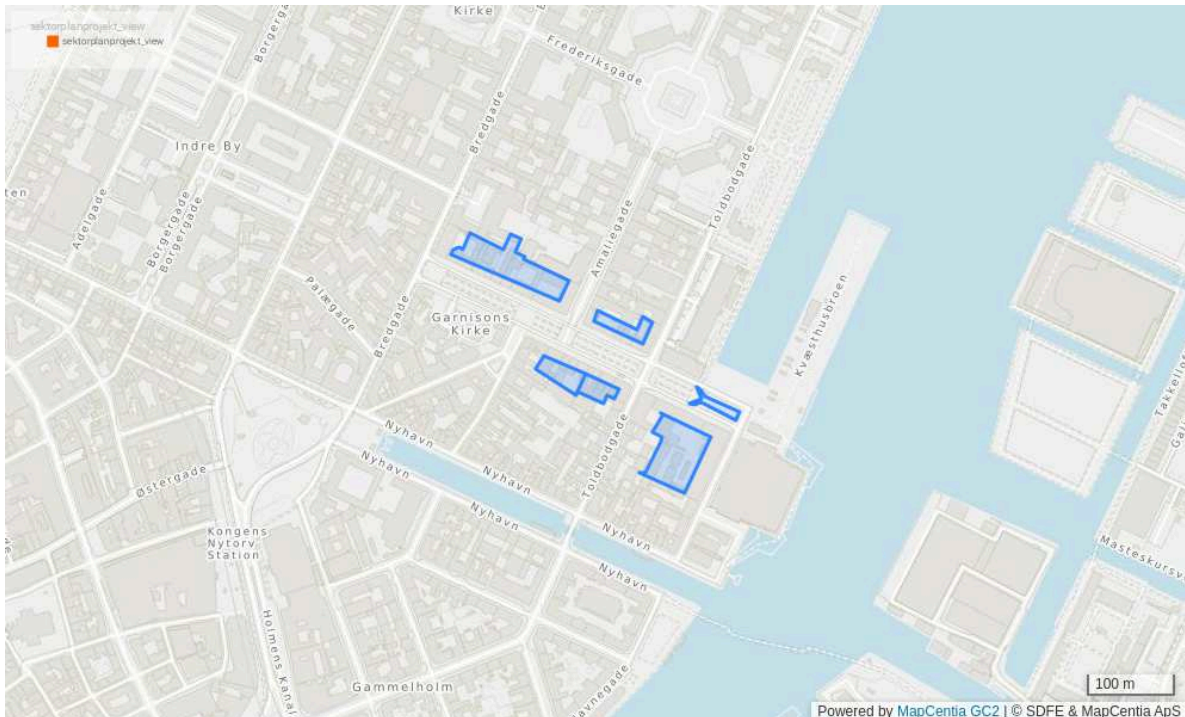 sektorplanprojekt_view
sektorplanprojekt_view
Kirke
Frederiksgade
Borgergade
Bredgade
Indre By
Adelgade
Borgergade
Borgergade
Palægade
Bredgade
Garnisons
Kirke
Amaliegade
Toldbodgade
Kvæsthusbroen
Toldbodgade
Nyhavn
Nyhavn
Nyhavn
Nyhavn
Nyhavn
Nyhavn
Østergade
Kongens
Nytorv
Station
Holmens Kanal
Gammelholm
100 m
Powered by MapCentia GC2 | © SDFE & MapCentia ApS